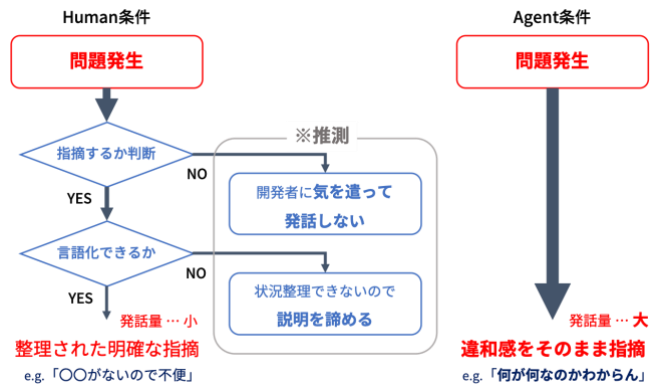 Human条件
問題発生
指摘するか判断
NO
YES
言語化できるか
NO
YES
発話量 … 小
整理された明確な指摘
e.g.「〇〇がないので不便」
※推測
開発者に気を遣って
発話しない
状況整理できないので
説明を諦める
Agent条件
問題発生
発話量 … 大
違和感をそのまま指摘
e.g.「何が何なのかわからん」